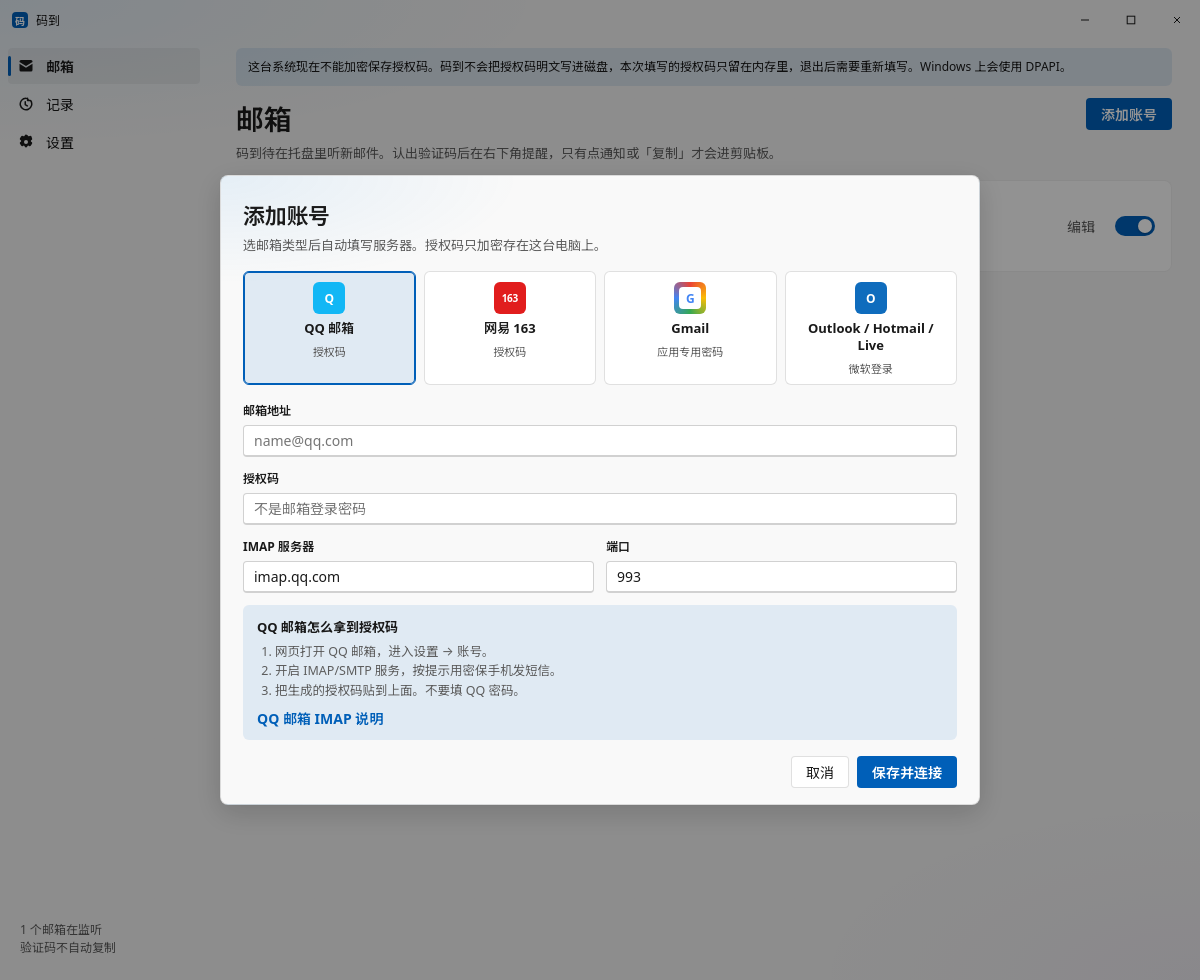 码 码到
邮箱
记录
设置
这台系统现在不能加密保存授权码。码到不会把授权码明文写进磁盘，本次填写的授权码只留在内存里，退出后需要重新填写。Windows 上会使用 DPAPI。
邮箱
添加账号
码到待在托盘里听新邮件。认出验证码后在右下角提醒，只有点通知或「复制」才会进剪贴板。
编辑
添加账号
选邮箱类型后自动填写服务器。授权码只加密存在这台电脑上。
Q
QQ 邮箱
授权码
163
网易 163
授权码
G
Gmail
应用专用密码
O
Outlook / Hotmail /
Live
微软登录
邮箱地址
name@qq.com
授权码
不是邮箱登录密码
IMAP 服务器
imap.qq.com
端口
993
QQ 邮箱怎么拿到授权码
1. 网页打开 QQ 邮箱，进入设置 → 账号。
2. 开启 IMAP/SMTP 服务，按提示用密保手机发短信。
3. 把生成的授权码贴到上面。不要填 QQ 密码。
QQ 邮箱 IMAP 说明
取消
保存并连接
1 个邮箱在监听
验证码不自动复制